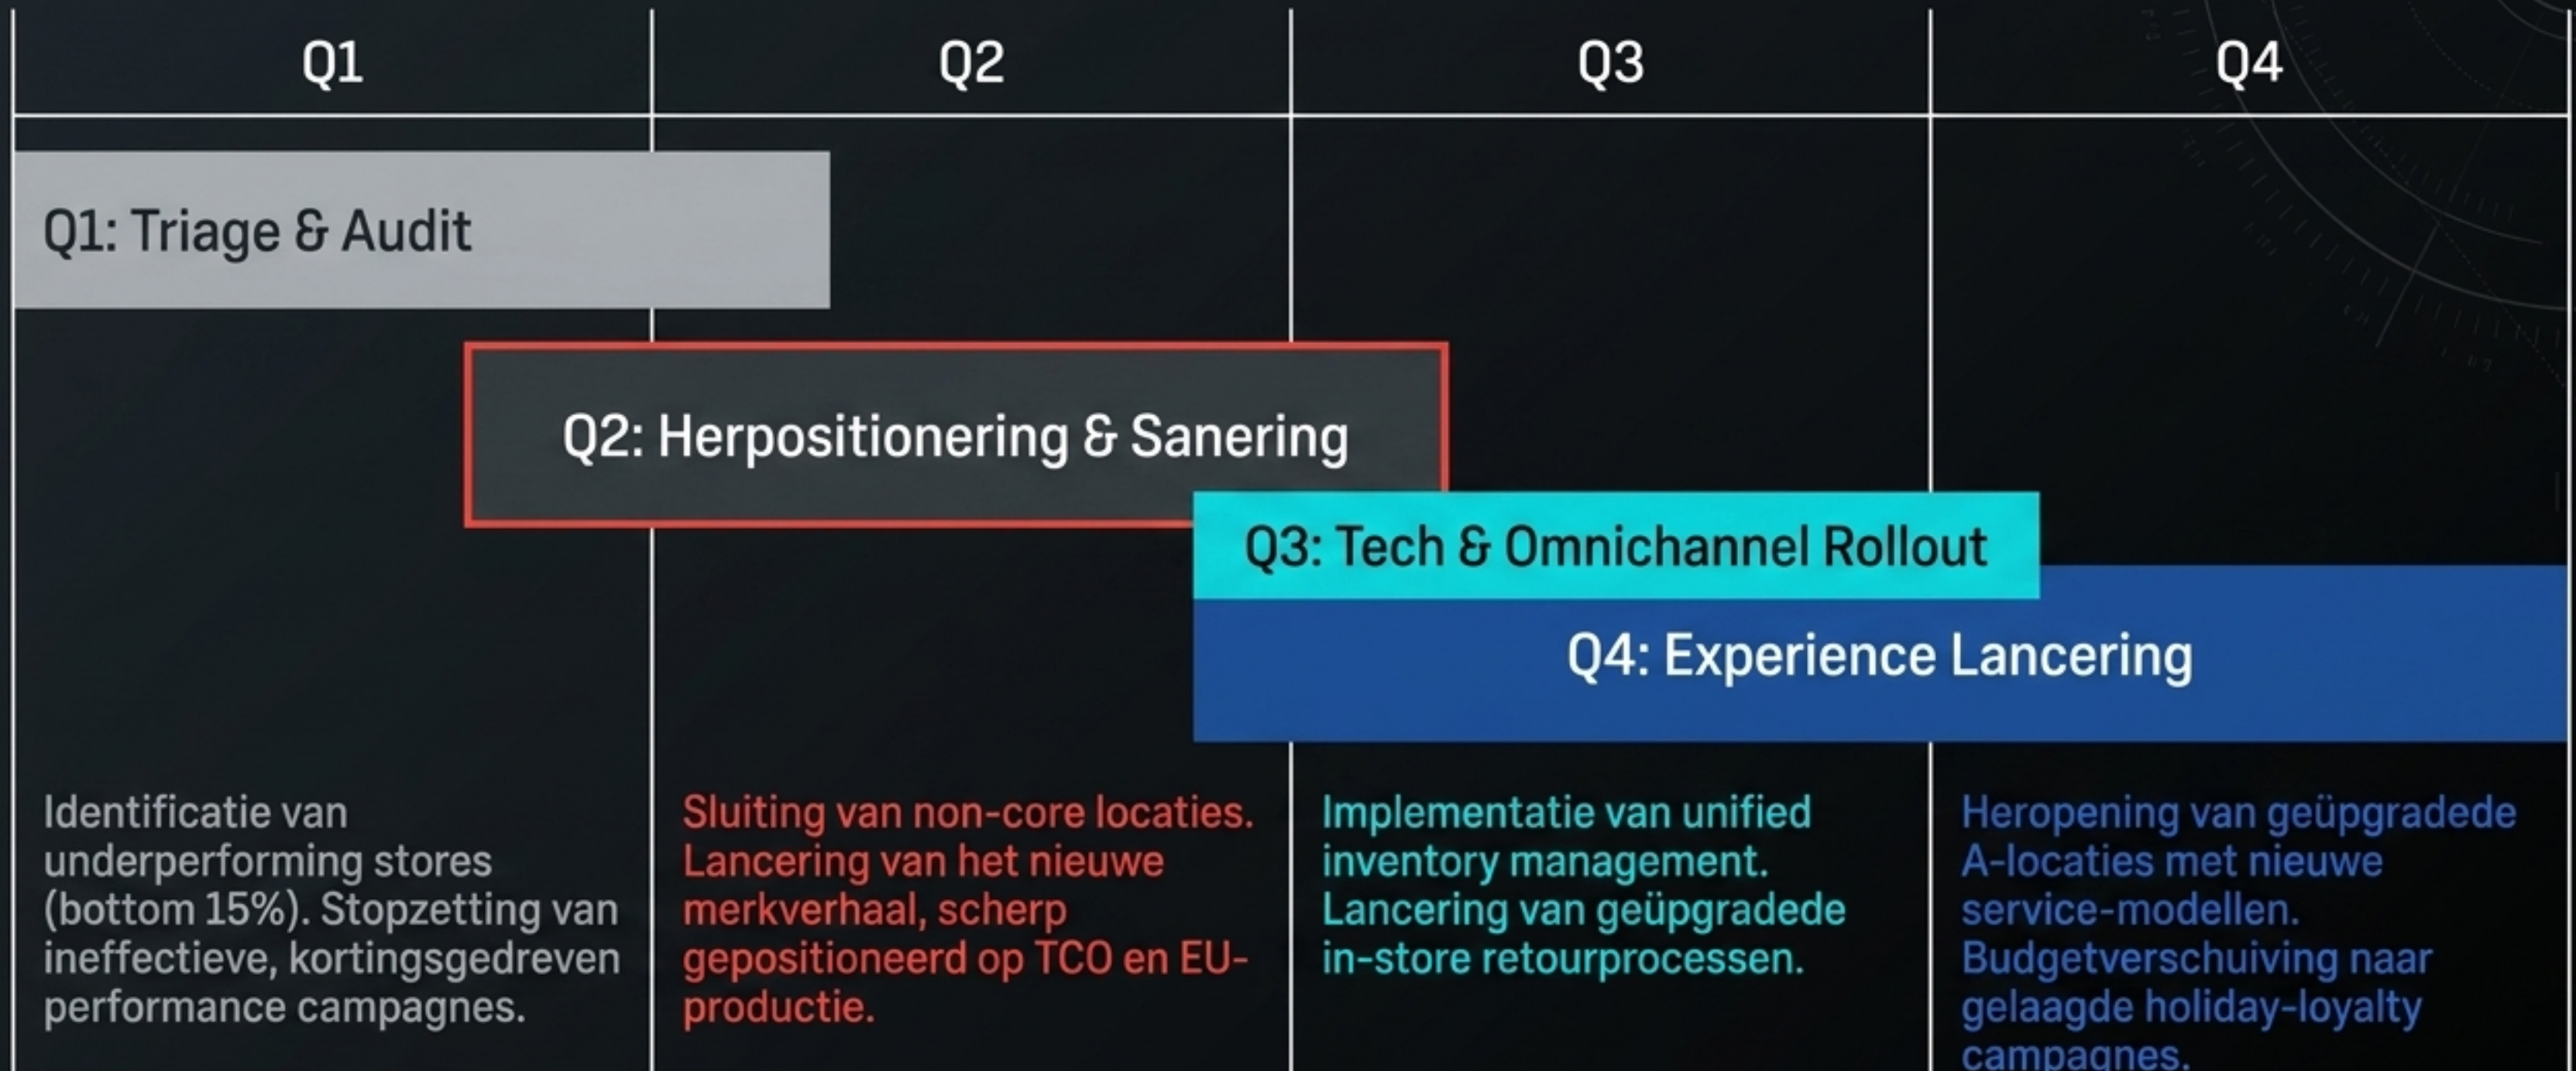 Q1
Q2
Q3
Q4
Q1: Triage & Audit
Q2: Herpositionering & Sanering
Q3: Tech & Omnichannel Rollout
Q4: Experience Lancering
Identificatie van
underperforming stores
(bottom 15%). Stopzetting van
ineffectieve, kortingsgedreven
performance campagnes.
Sluiting van non-core locaties.
Lancering van het nieuwe
merkverhaal, scherp
gepositioneerd op TCO en EU-
productie.
Implementatie van unified
inventory management.
Lancering van geüpgradede
in-store retourprocessen.
Heropening van geüpgradede
A-locaties met nieuwe
service-modellen.
Budgetverschuiving naar
gelaagde holiday-loyalty
campagnes.